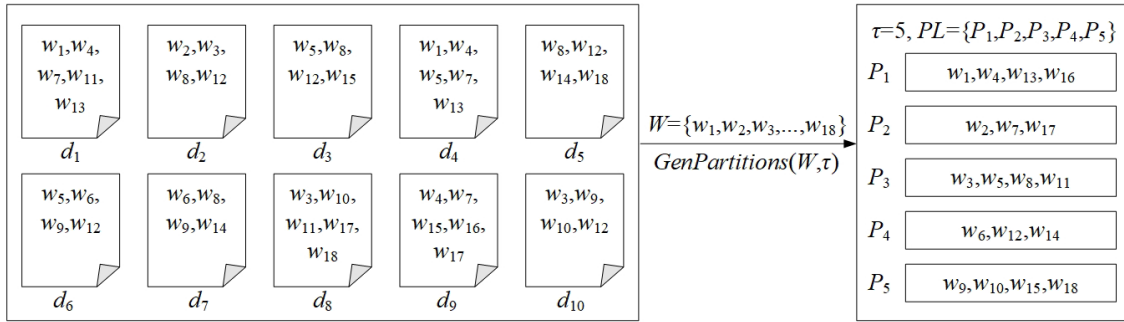 w1,w4,
w7,w11,
w13
d1
w2,w3,
w8,w12
d2
w5,w8,
w12,w15
d3
w1,w4,
w5,w7,
w13
d4
w8,w12,
w14,w18
d5
w5,w6,
w9,w12
d6
w6,w8,
w9,w14
d7
w3,w10,
w11,w17,
w18
d8
w4,w7,
w15,w16,
w17
d9
w3,w9,
w10,w12
d10
W={w1,w2,w3,...,w18}
GenPartitions(W,τ)
τ=5, PL={P1,P2,P3,P4,P5}
P1 w1,w4,w13,w16
P2 w2,w7,w17
P3 w3,w5,w8,w11
P4 w6,w12,w14
P5 w9,w10,w15,w18